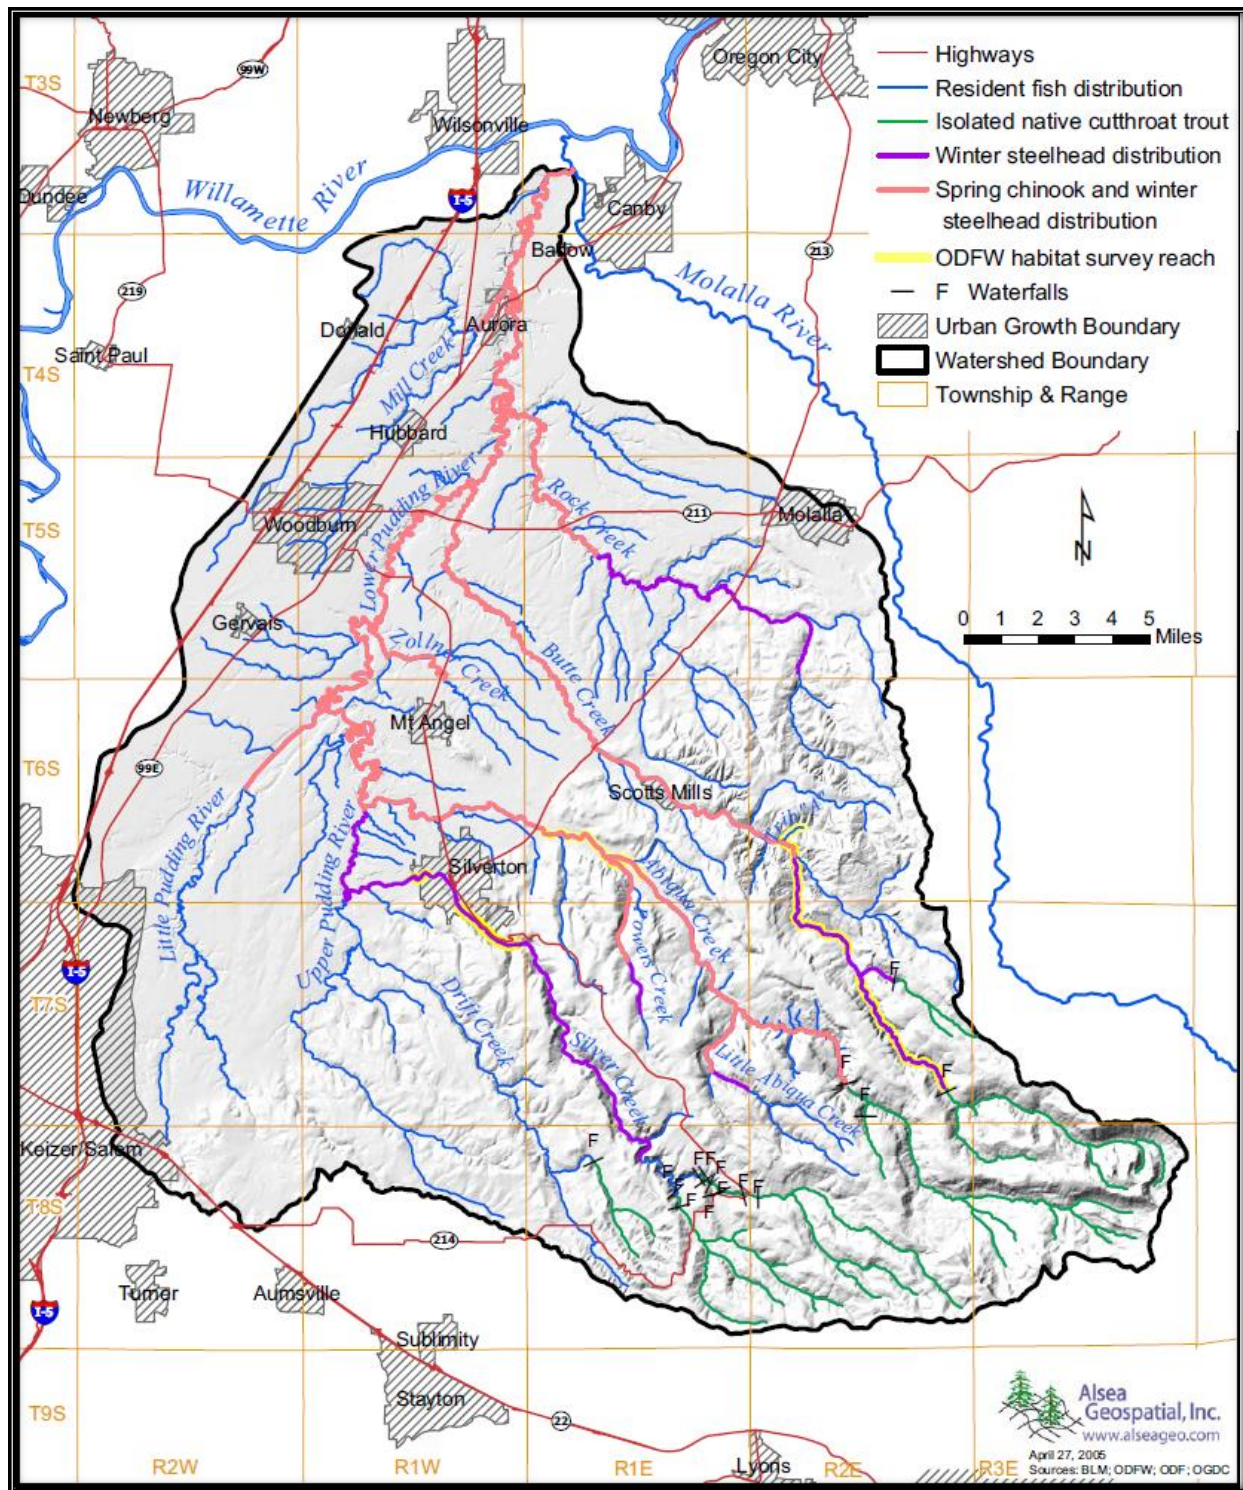 Highways
Resident fish distribution
Isolated native cutthroat trout
Winter steelhead distribution
Spring chinook and winter
steelhead distribution
ODFW habitat survey reach
F Waterfalls
Urban Growth Boundary
Watershed Boundary
Township & Range
Oregon City
99W
T3S
Newberg
Wilsonville
Dundee
Willamette River
I-5
Canby
Barlow
213
Molalla River
219
Donald
Aurora
Saint Paul
T4S
Mill Creek
Hubbard
Lower Pudding River
Rock Creek
Woodburn
211
Molalla
T5S
N
0 1 2 3 4 5
Miles
Gervais
Zollner Creek
Butte Creek
Mt Angel
T6S
99E
Scotts Mills
Trib "A"
Little Pudding River
Upper Pudding River
Silverton
Abiqua Creek
Powers Creek
I-5
F
T7S
Drift Creek
Silver Creek
Little Abiqua Creek
F
F
F
Keizer/Salem
F
F
F
F
F
F
F
F
F
F
F
T8S
214
I-5
Turner
Aumsville
Sublimity
Stayton
T9S
22
Lyons
R2W
R1W
R1E
R2E
R3E
Alsea
Geospatial, Inc.
www.alseageo.com
April 27, 2005
Sources: BLM; ODFW; ODF; OGDC